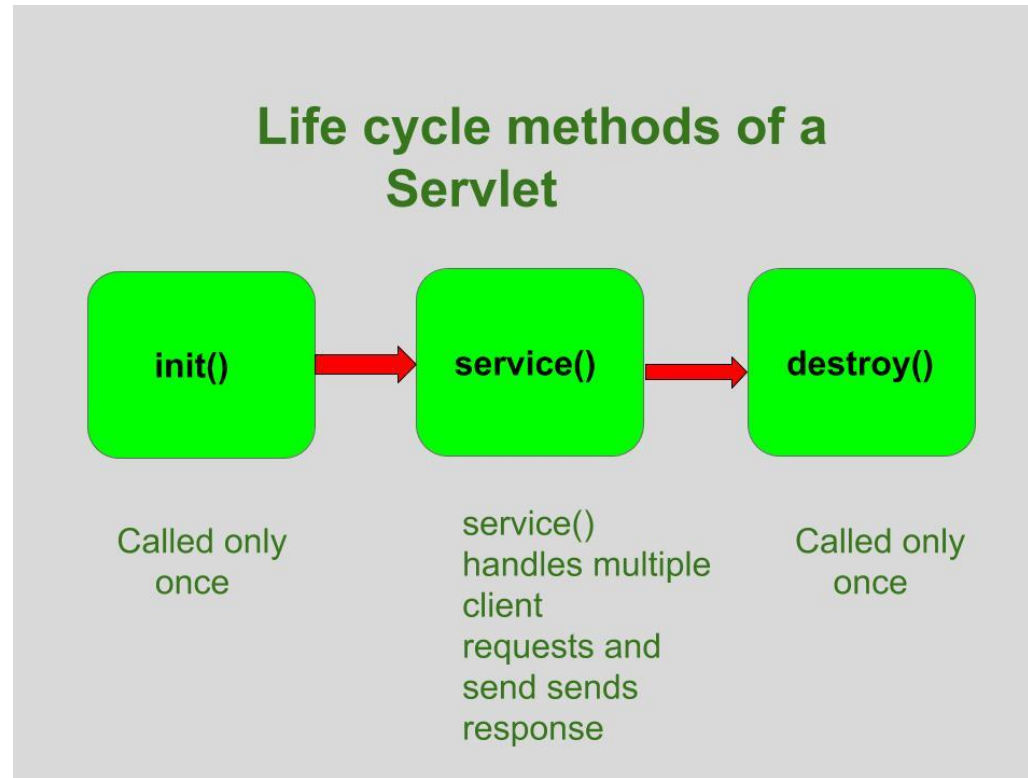 Life cycle methods of a
Servlet
init()
service()
destroy()
Called only
once
service()
handles multiple
client
requests and
send sends
response
Called only
once